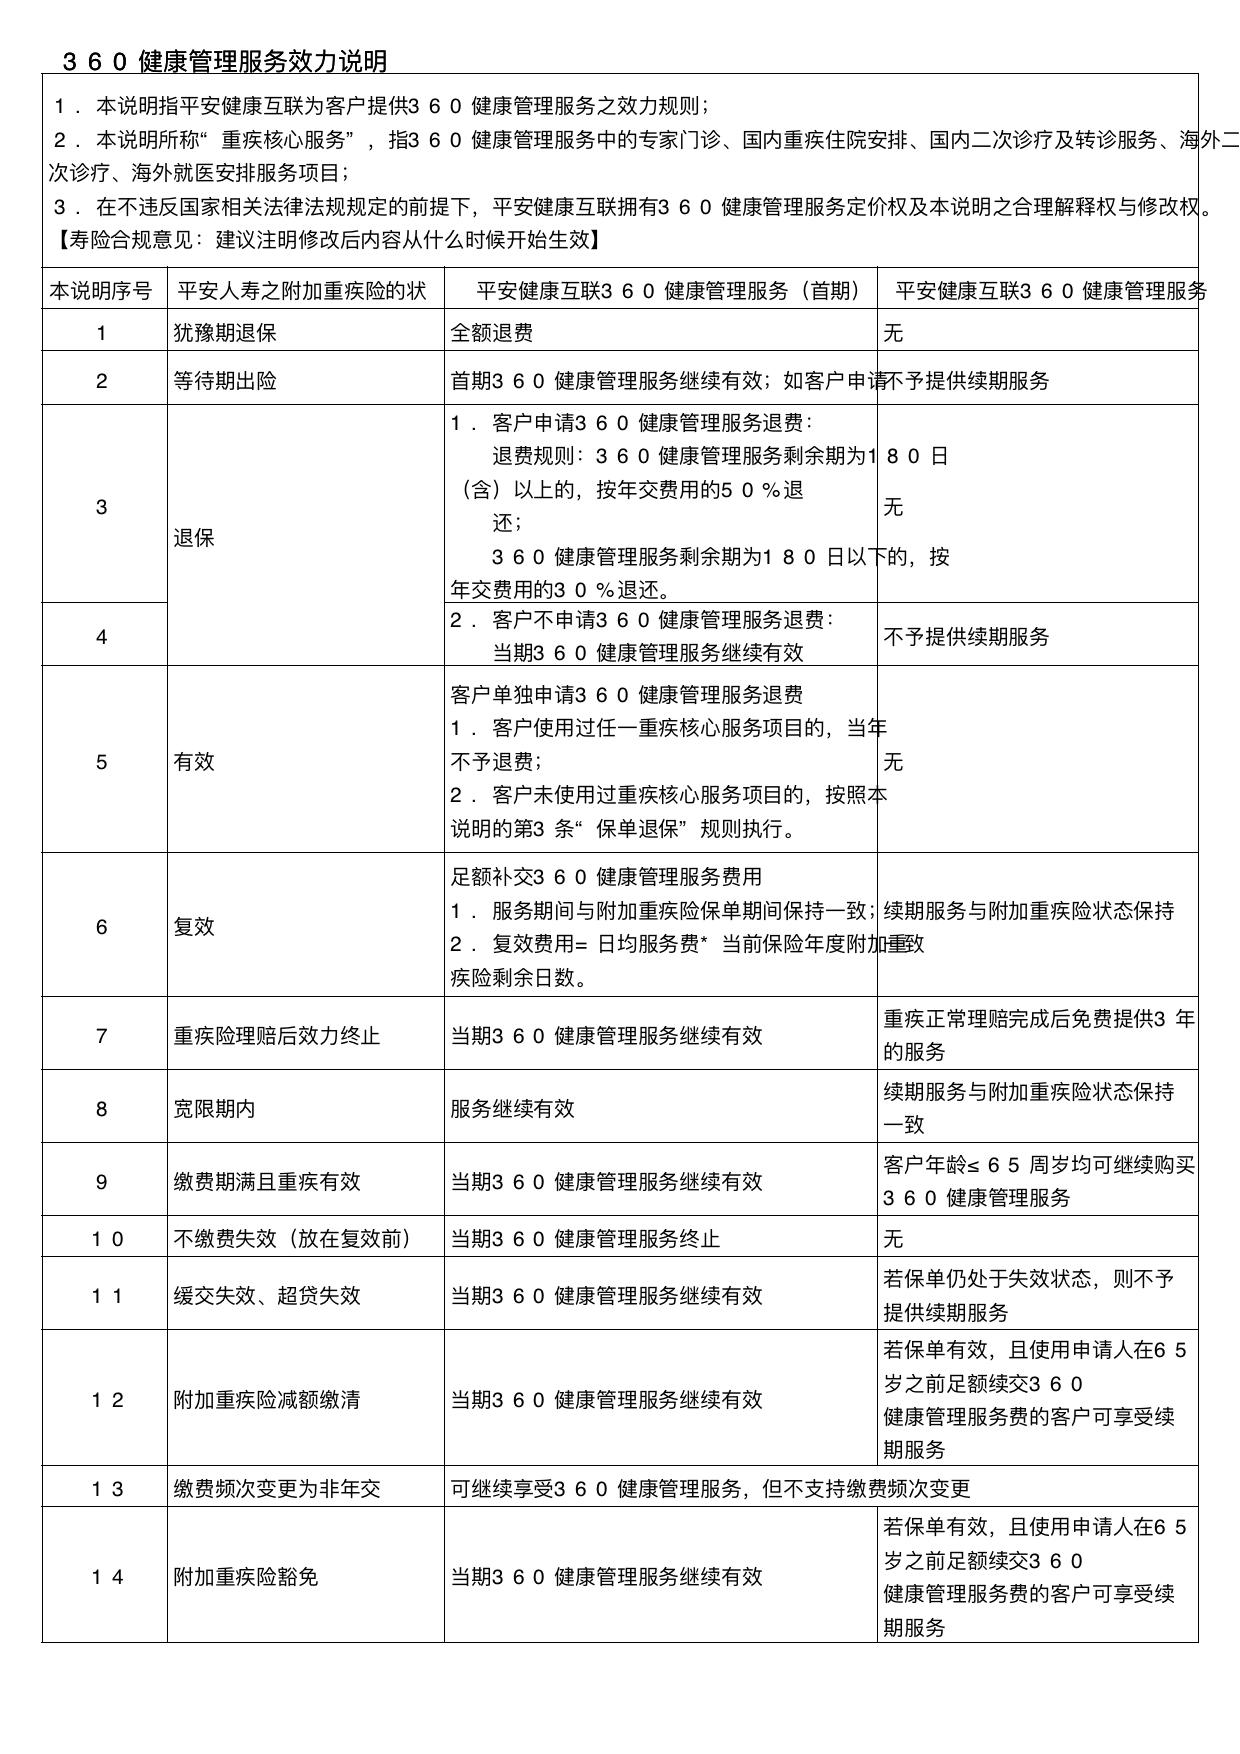 360健康管理服务效力说明
1.本说明指平安健康互联为客户提供360健康管理服务之效力规则；
2.本说明所称“重疾核心服务”，指360健康管理服务中的专家门诊、国内重疾住院安排、国内二次诊疗及转诊服务、海外二
次诊疗、海外就医安排服务项目；
3.在不违反国家相关法律法规规定的前提下，平安健康互联拥有360健康管理服务定价权及本说明之合理解释权与修改权。
【寿险合规意见：建议注明修改后内容从什么时候开始生效】
本说明序号 平安人寿之附加重疾险的状 平安健康互联360健康管理服务（首期） 平安健康互联360健康管理服务
1 犹豫期退保 全额退费 无
2 等待期出险 首期360健康管理服务继续有效；如客户申请 不予提供续期服务
3 退保
1.客户申请360健康管理服务退费：
退费规则：360健康管理服务剩余期为180日
（含）以上的，按年交费用的50%退
还；
360健康管理服务剩余期为180日以下的，按
年交费用的30%退还。
无
4
2.客户不申请360健康管理服务退费：
当期360健康管理服务继续有效
不予提供续期服务
5 有效
客户单独申请360健康管理服务退费
1.客户使用过任一重疾核心服务项目的，当年
不予退费；
2.客户未使用过重疾核心服务项目的，按照本
说明的第3条“保单退保”规则执行。
无
6 复效
足额补交360健康管理服务费用
1.服务期间与附加重疾险保单期间保持一致；
2.复效费用=日均服务费*当前保险年度附加重
疾险剩余日数。
续期服务与附加重疾险状态保持
一致
7 重疾险理赔后效力终止 当期360健康管理服务继续有效
重疾正常理赔完成后免费提供3年
的服务
8 宽限期内 服务继续有效
续期服务与附加重疾险状态保持
一致
9 缴费期满且重疾有效 当期360健康管理服务继续有效
客户年龄≤65周岁均可继续购买
360健康管理服务
10 不缴费失效（放在复效前） 当期360健康管理服务终止 无
11 缓交失效、超贷失效 当期360健康管理服务继续有效
若保单仍处于失效状态，则不予
提供续期服务
12 附加重疾险减额缴清 当期360健康管理服务继续有效
若保单有效，且使用申请人在65
岁之前足额续交360
健康管理服务费的客户可享受续
期服务
13 缴费频次变更为非年交 可继续享受360健康管理服务，但不支持缴费频次变更
14 附加重疾险豁免 当期360健康管理服务继续有效
若保单有效，且使用申请人在65
岁之前足额续交360
健康管理服务费的客户可享受续
期服务